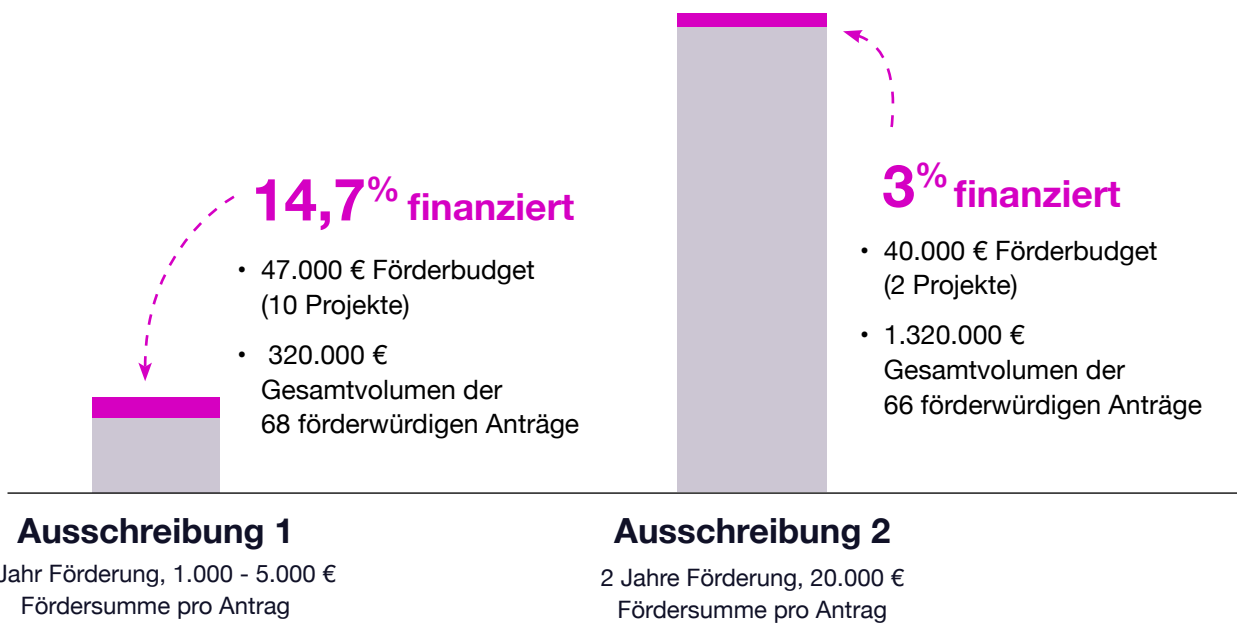 14,7% finanziert
• 47.000 € Förderbudget
(10 Projekte)
• 320.000 €
Gesamtvolumen der
68 förderwürdigen Anträge
3% finanziert
• 40.000 € Förderbudget
(2 Projekte)
• 1.320.000 €
Gesamtvolumen der
66 förderwürdigen Anträge
Ausschreibung 1
Jahr Förderung, 1.000 - 5.000 €
Fördersumme pro Antrag
Ausschreibung 2
2 Jahre Förderung, 20.000 €
Fördersumme pro Antrag